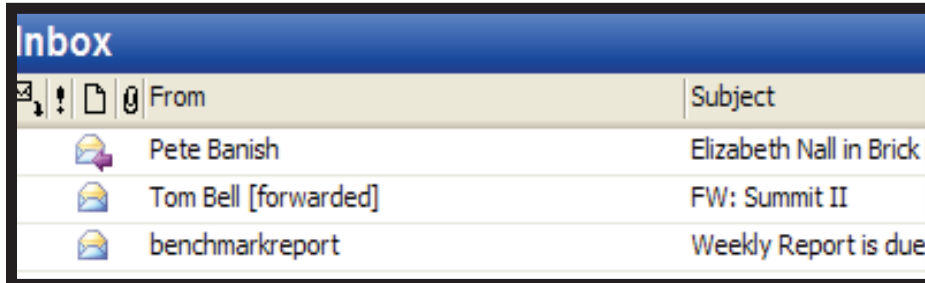 Inbox
! From Subject
Pete Banish Elizabeth Nall in Brick
Tom Bell [forwarded] FW: Summit II
benchmarkreport Weekly Report is due